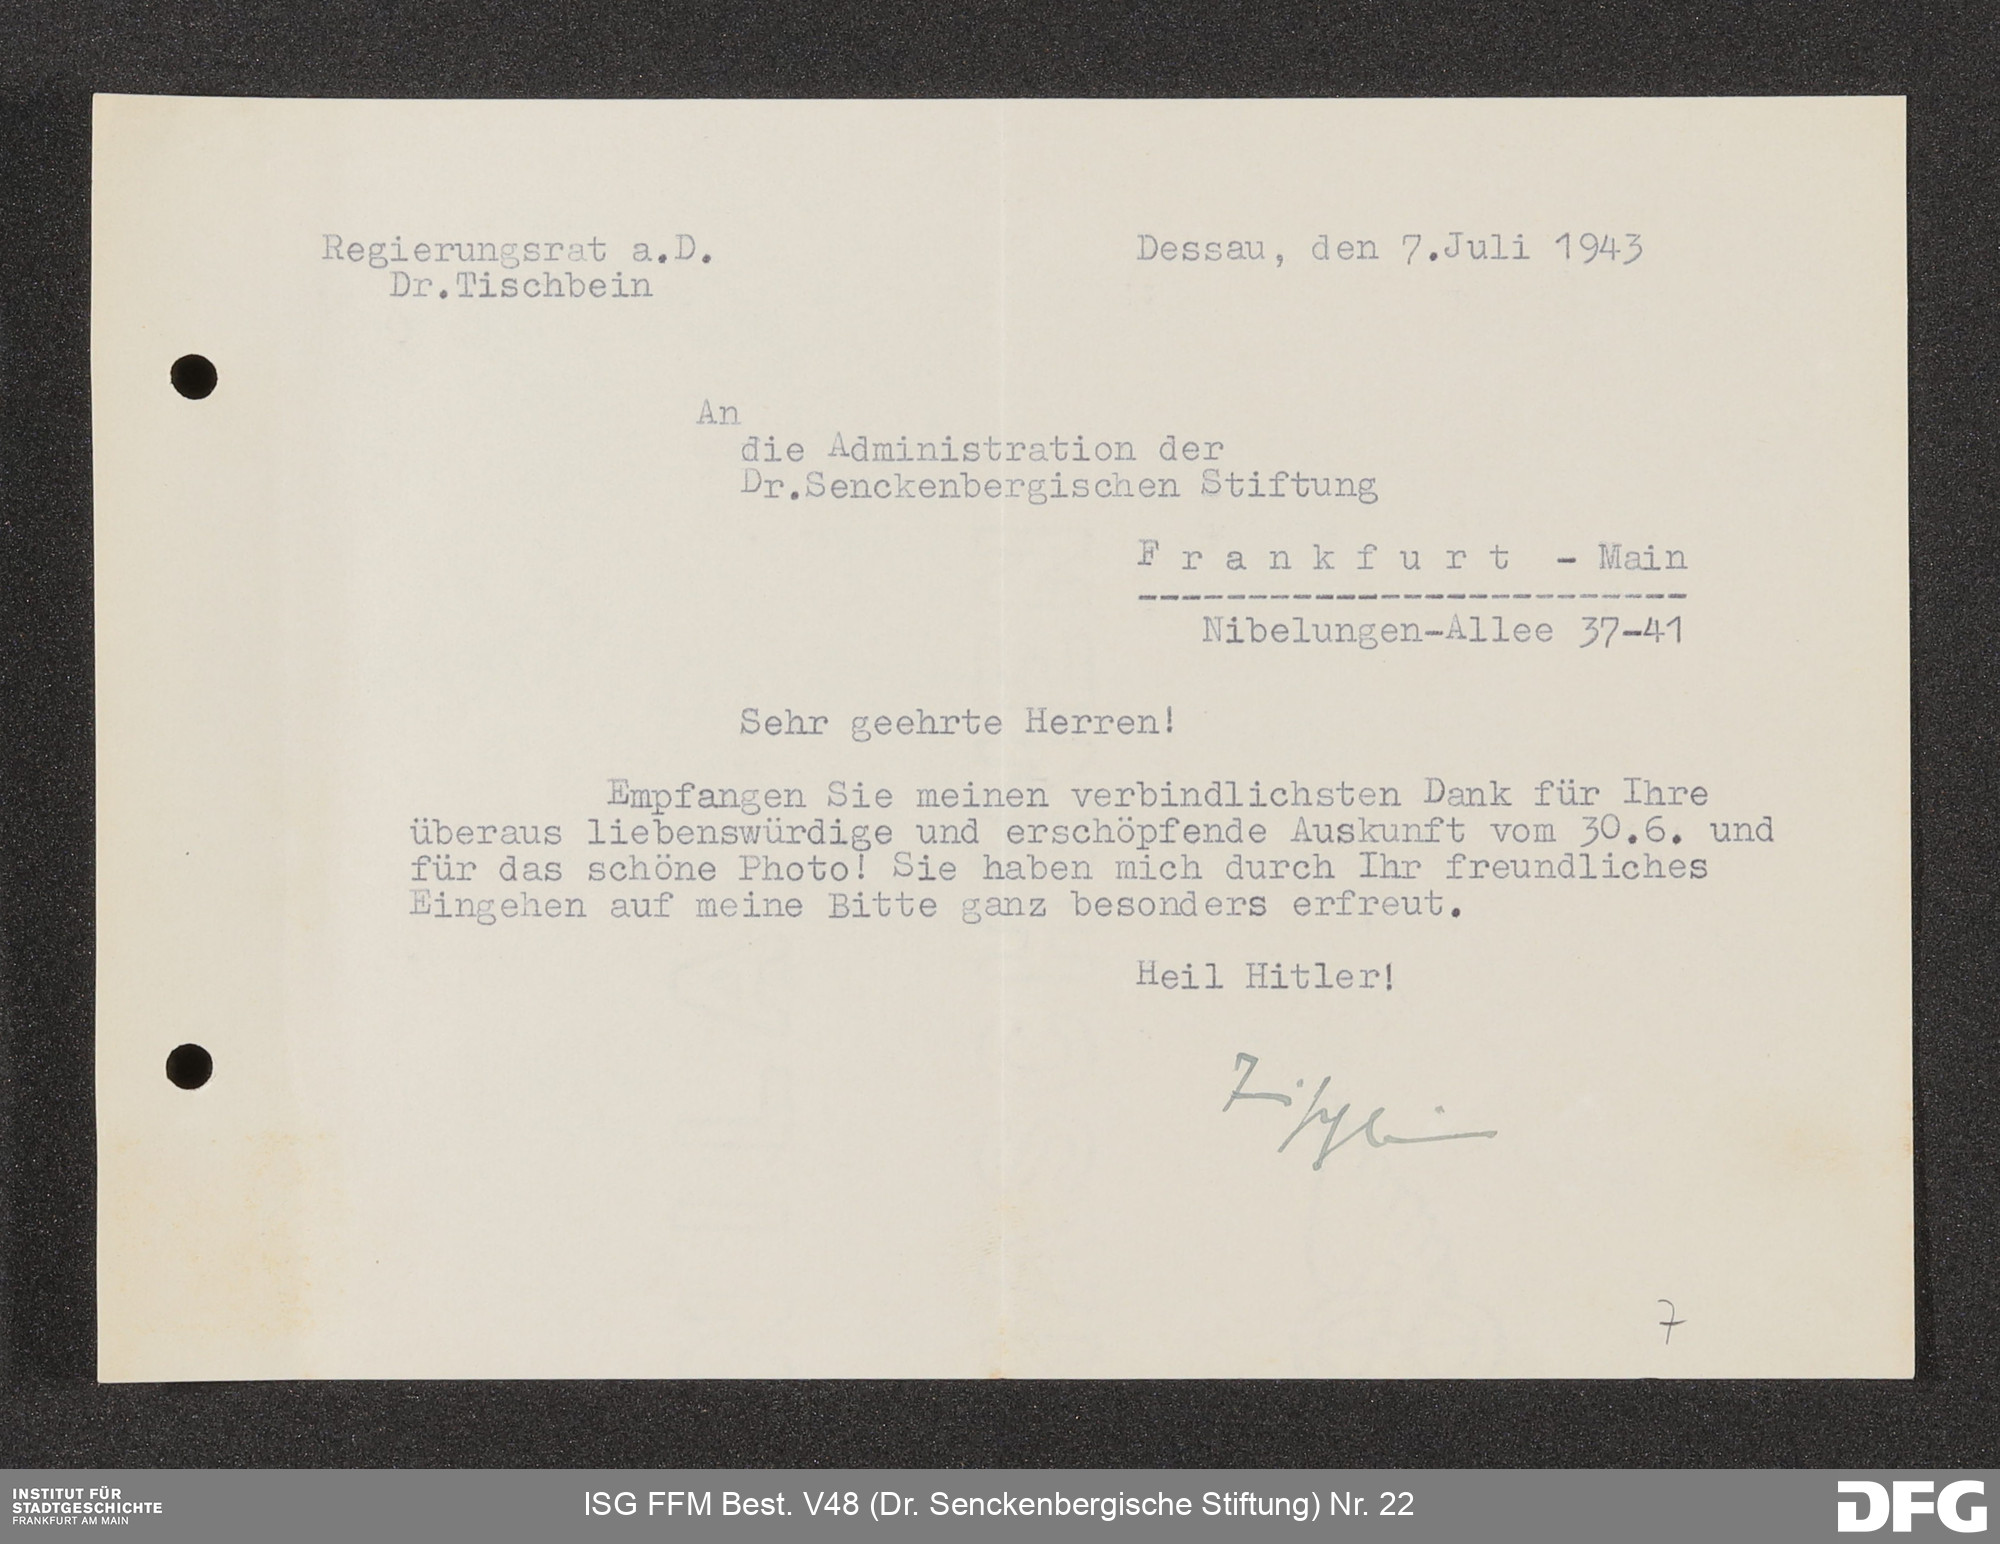 Regierungsrat a.D.
Dr.Tischbein
Dessau, den 7.Juli 1943
An
die Administration der
Dr.Senckenbergischen Stiftung
F r a n k f u r t - Main
-------------------------
Nibelungen-Allee 37-41
Sehr geehrte Herren!
Empfangen Sie meinen verbindlichsten Dank für Ihre
überaus liebenswürdige und erschöpfende Auskunft vom 30.6. und
für das schöne Photo! Sie haben mich durch Ihr freundliches
Eingehen auf meine Bitte ganz besonders erfreut.
Heil Hitler!
Tischbein
7
INSTITUT FÜR
STADTGESCHICHTE
FRANKFURT AM MAIN
ISG FFM Best. V48 (Dr. Senckenbergische Stiftung) Nr. 22
DFG